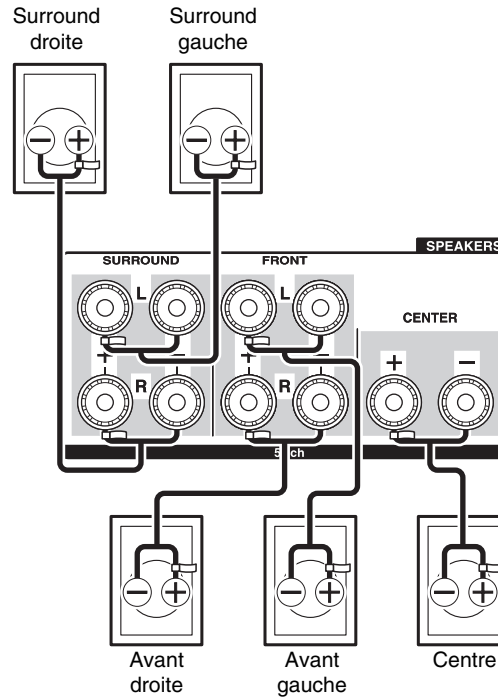 Surround
droite
Surround
gauche
− +
− +
SPEAKERS
SURROUND
FRONT
L
L
CENTER
+ −
+ −
+ −
R
R
− +
− +
− +
Avant
droite
Avant
gauche
Centre